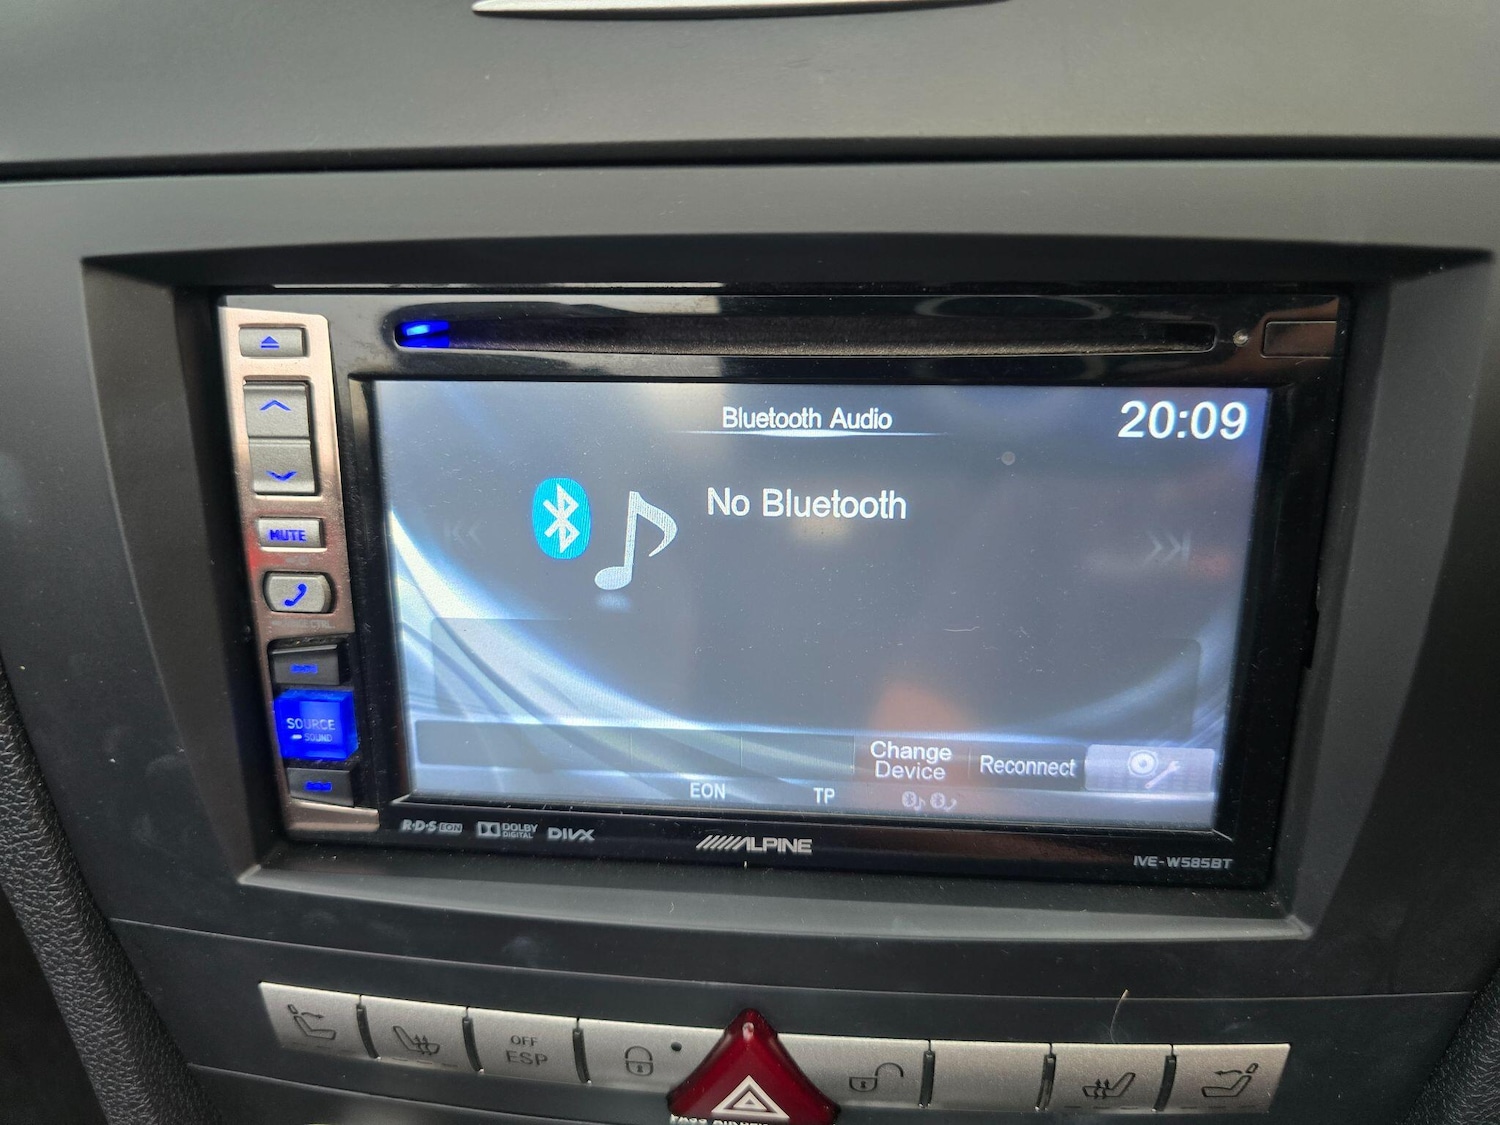 Bluetooth Audio
20:09
No Bluetooth
MUTE
SOURCE
SOUND
Change
Device
Reconnect
EON
TP
R·D·S EON
DOLBY
DIGITAL
DIVX
ALPINE
IVE-W585BT
OFF
ESP